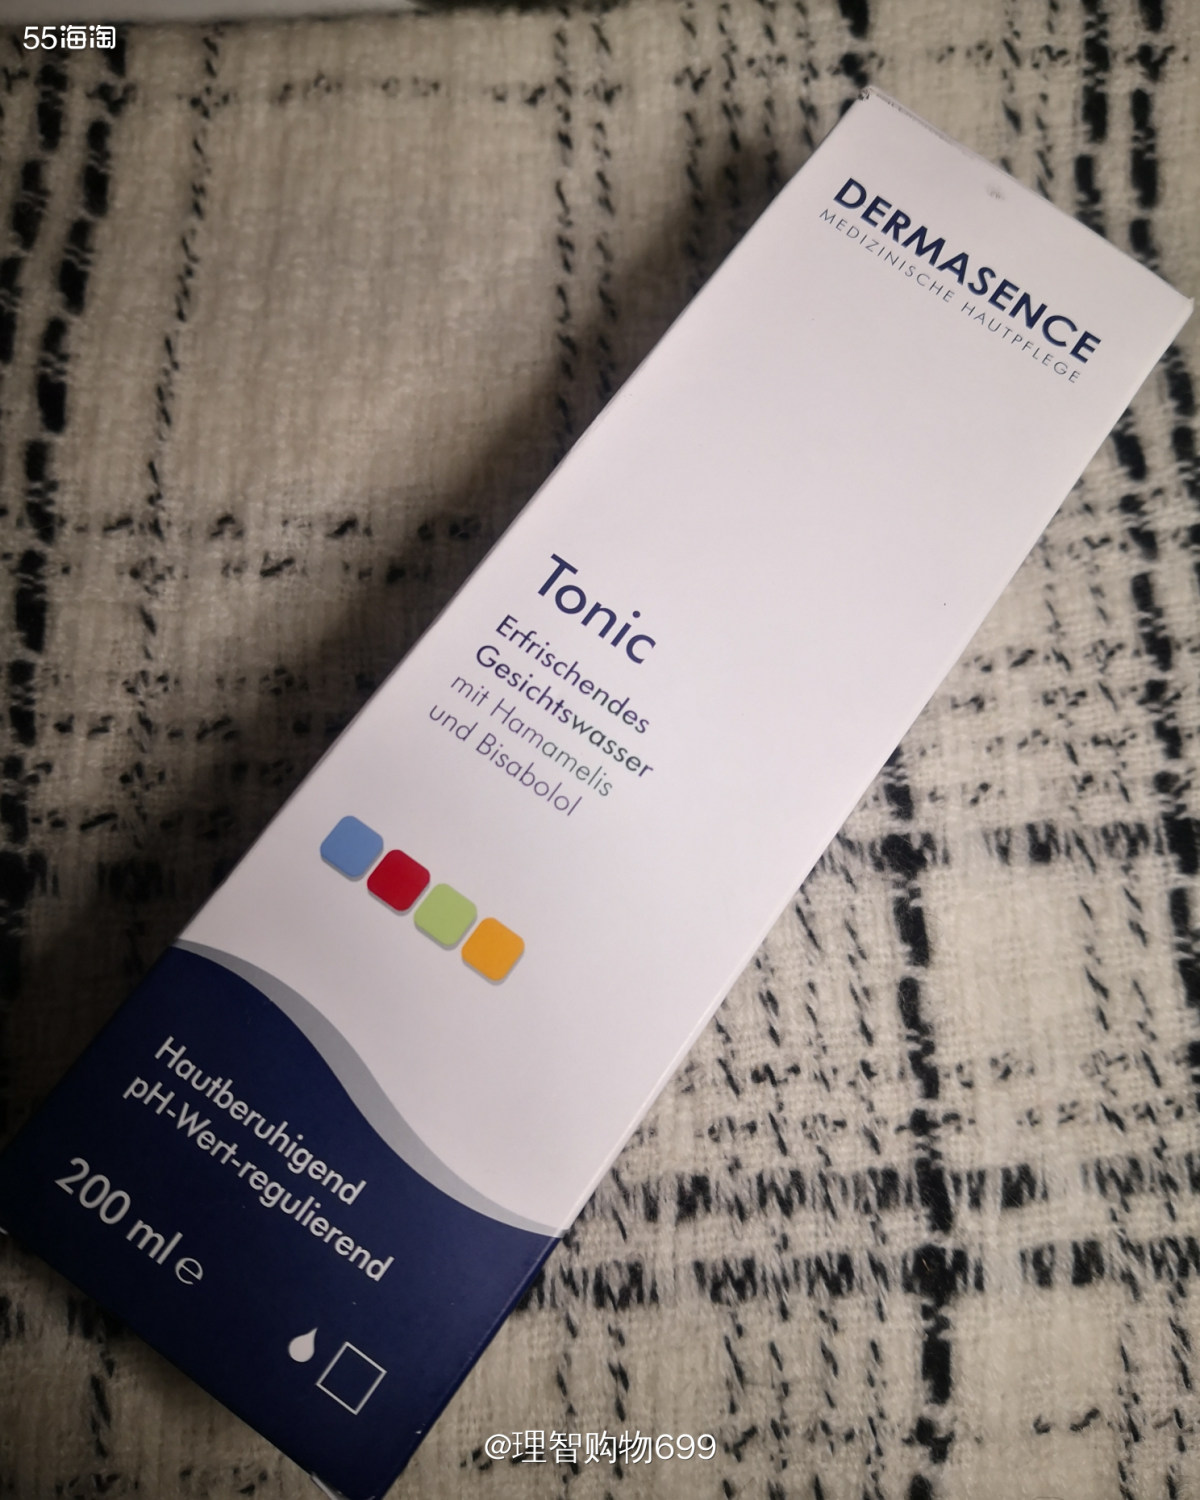 55海淘
DERMASENCE
MEDIZINISCHE HAUTPFLEGE
Tonic
Erfrischendes
Gesichtswasser
mit Hamamelis
und Bisabolol
Hautberuhigend
pH-Wert-regulierend
200 ml e
@理智购物699